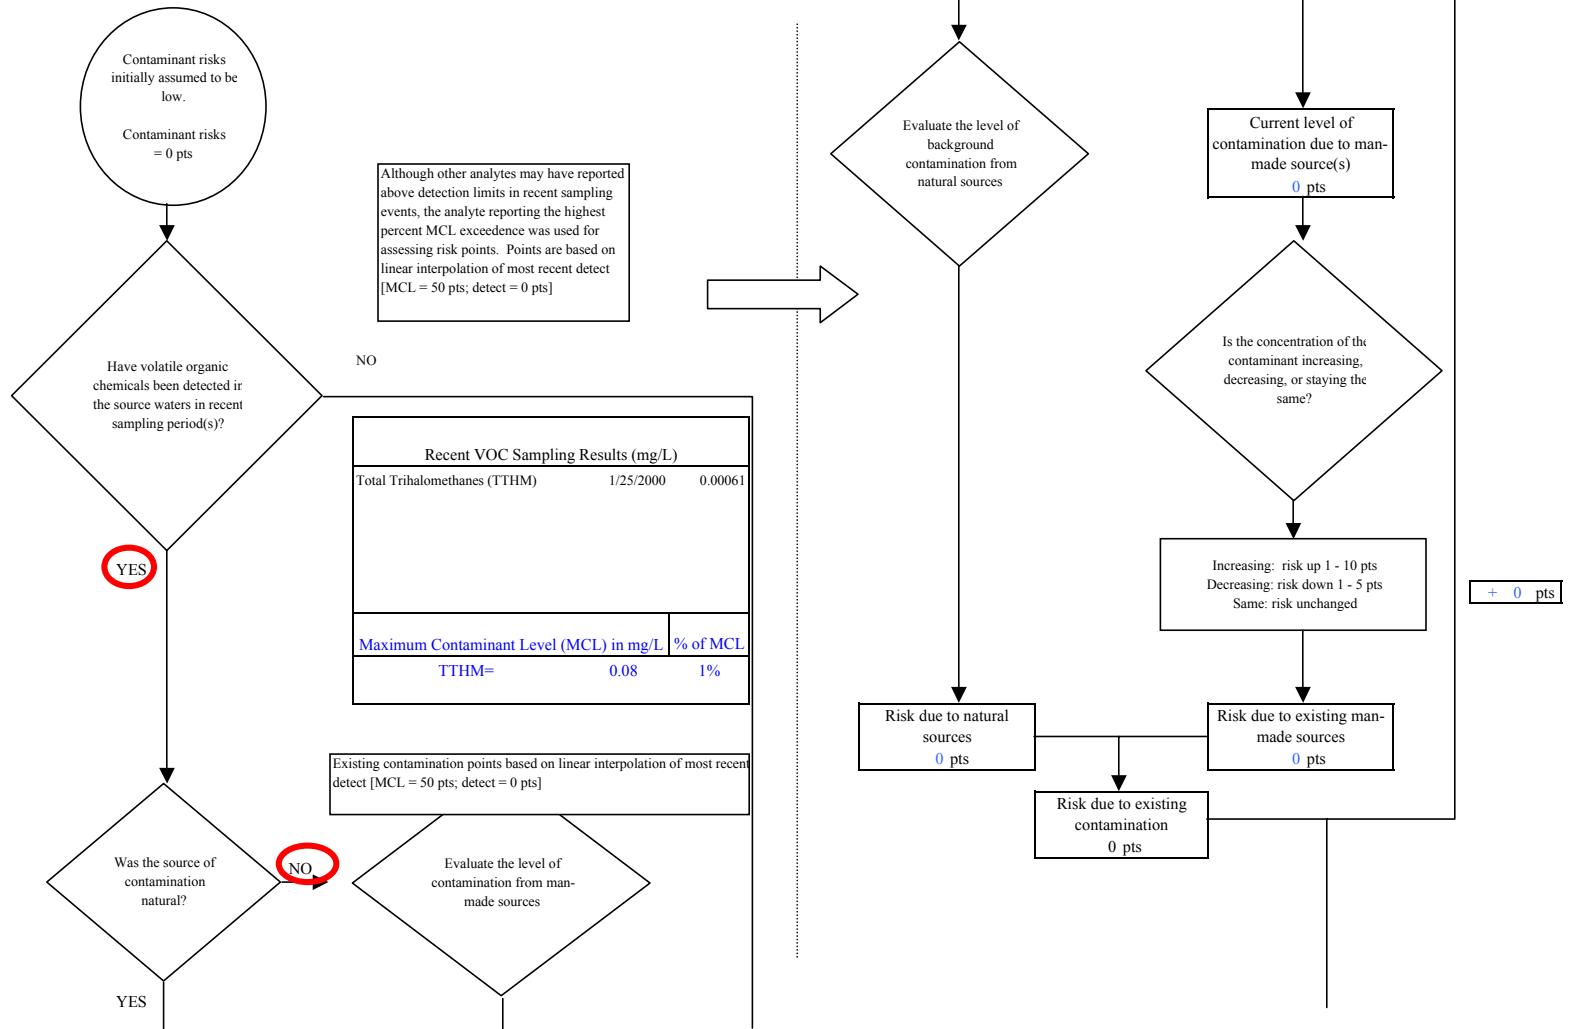 Contaminant risks
initially assumed to be
low.
Contaminant risks
= 0 pts
Although other analytes may have reported
above detection limits in recent sampling
events, the analyte reporting the highest
percent MCL exceedence was used for
assessing risk points. Points are based on
linear interpolation of most recent detect
[MCL = 50 pts; detect = 0 pts]
Have volatile organic
chemicals been detected in
the source waters in recent
sampling period(s)?
NO
YES
Recent VOC Sampling Results (mg/L)
Total Trihalomethanes (TTHM) 1/25/2000 0.00061
Maximum Contaminant Level (MCL) in mg/L % of MCL
TTHM= 0.08 1%
Existing contamination points based on linear interpolation of most recent
detect [MCL = 50 pts; detect = 0 pts]
Was the source of
contamination
natural?
NO
YES
Evaluate the level of
contamination from man-
made sources
Evaluate the level of
background
contamination from
natural sources
Current level of
contamination due to man-
made source(s)
0 pts
Is the concentration of the
contaminant increasing,
decreasing, or staying the
same?
Increasing: risk up 1 - 10 pts
Decreasing: risk down 1 - 5 pts
Same: risk unchanged
+ 0 pts
Risk due to natural
sources
0 pts
Risk due to existing man-
made sources
0 pts
Risk due to existing
contamination
0 pts